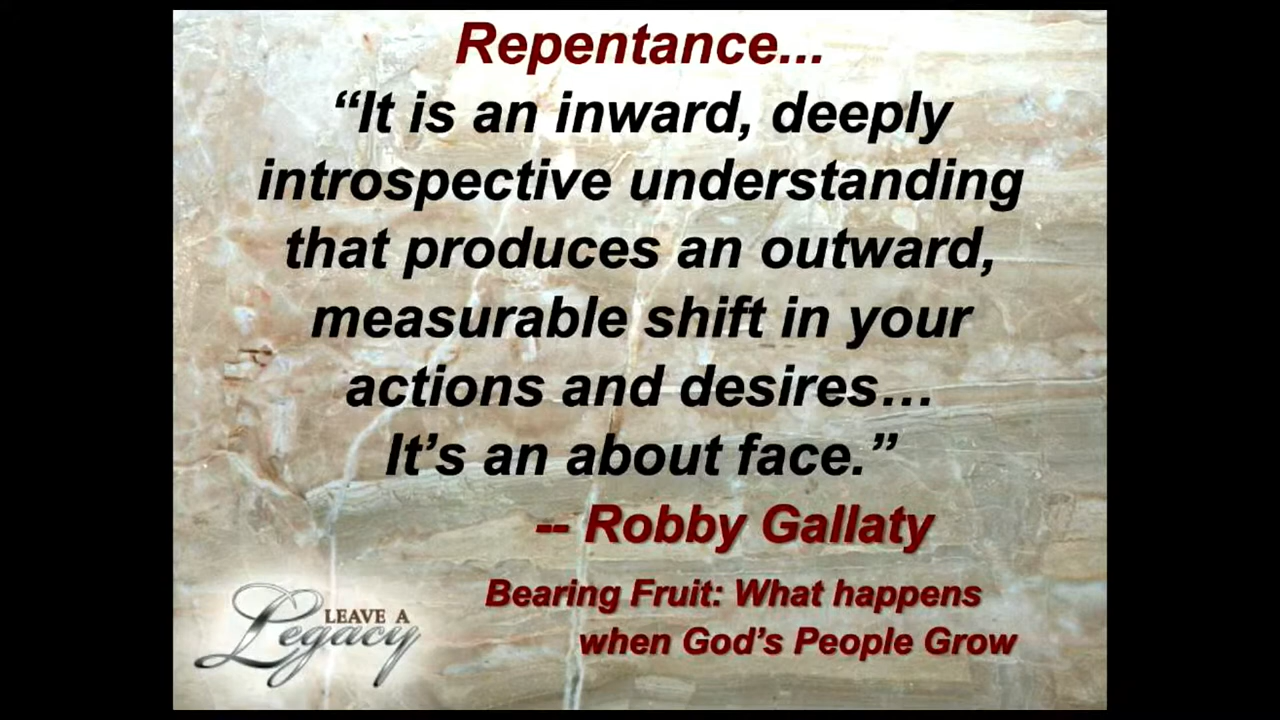 Repentance...
“It is an inward, deeply
introspective understanding
that produces an outward,
measurable shift in your
actions and desires…
It’s an about face.”
-- Robby Gallaty
Bearing Fruit: What happens
when God’s People Grow
LEAVE A
Legacy